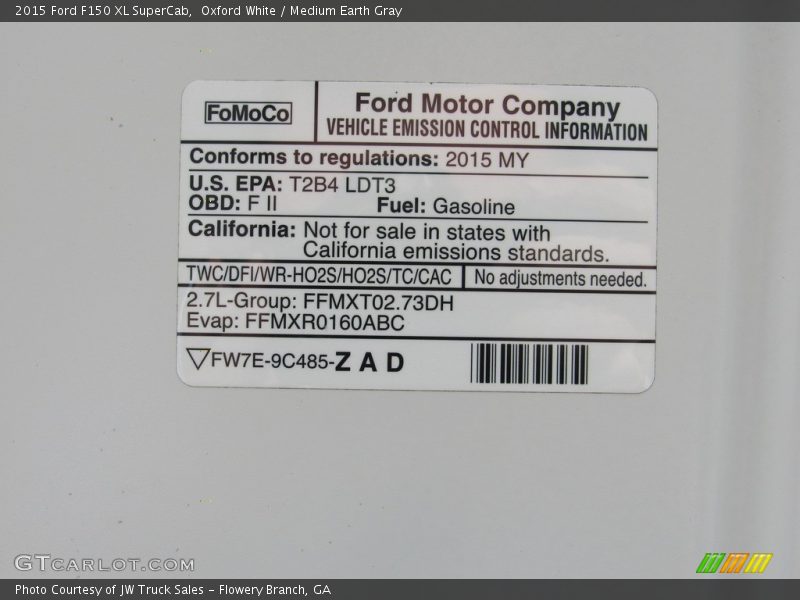 2015 Ford F150 XL SuperCab,  Oxford White / Medium Earth Gray
FoMoCo
Ford Motor Company
VEHICLE EMISSION CONTROL INFORMATION
Conforms to regulations: 2015 MY
U.S. EPA: T2B4 LDT3
OBD: F II Fuel: Gasoline
California: Not for sale in states with
California emissions standards.
TWC/DFI/WR-HO2S/HO2S/TC/CAC No adjustments needed.
2.7L-Group: FFMXT02.73DH
Evap: FFMXR0160ABC
FW7E-9C485-Z A D
GTCARLOT.COM
Photo Courtesy of JW Truck Sales - Flowery Branch, GA